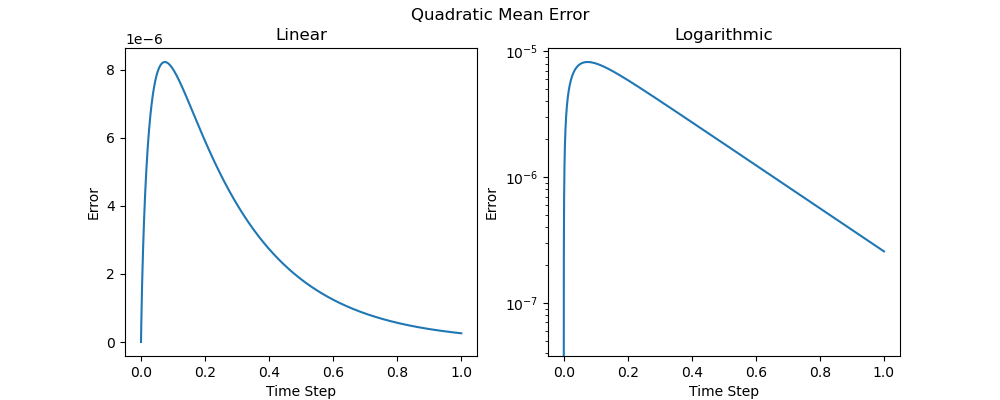 Quadratic Mean Error
Linear
1e−6
8
6
4
2
0
Error
0.0 0.2 0.4 0.6 0.8 1.0
Time Step
Logarithmic
10⁻⁵
10⁻⁶
10⁻⁷
Error
0.0 0.2 0.4 0.6 0.8 1.0
Time Step